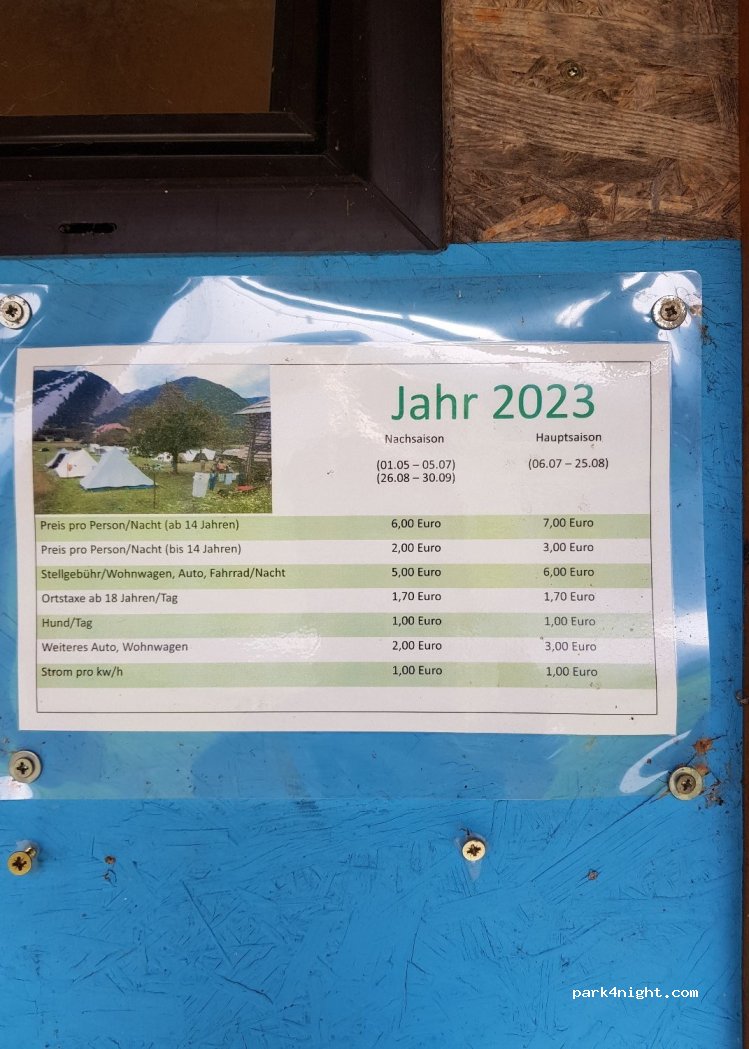 Jahr 2023
Nachsaison Hauptsaison
(01.05 – 05.07) (06.07 – 25.08)
(26.08 – 30.09)
Preis pro Person/Nacht (ab 14 Jahren) 6,00 Euro 7,00 Euro
Preis pro Person/Nacht (bis 14 Jahren) 2,00 Euro 3,00 Euro
Stellgebühr/Wohnwagen, Auto, Fahrrad/Nacht 5,00 Euro 6,00 Euro
Ortstaxe ab 18 Jahren/Tag 1,70 Euro 1,70 Euro
Hund/Tag 1,00 Euro 1,00 Euro
Weiteres Auto, Wohnwagen 2,00 Euro 3,00 Euro
Strom pro kw/h 1,00 Euro 1,00 Euro
park4night.com